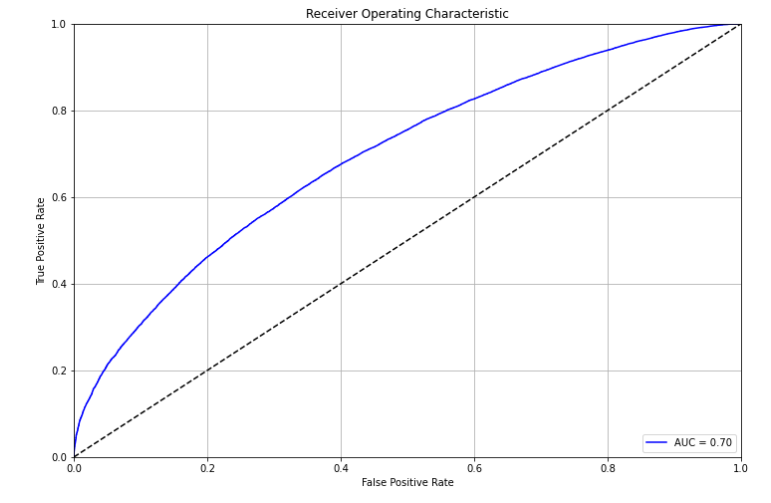 Receiver Operating Characteristic
1.0
0.8
0.6
0.4
0.2
0.0
True Positive Rate
AUC = 0.70
0.0 0.2 0.4 0.6 0.8 1.0
False Positive Rate